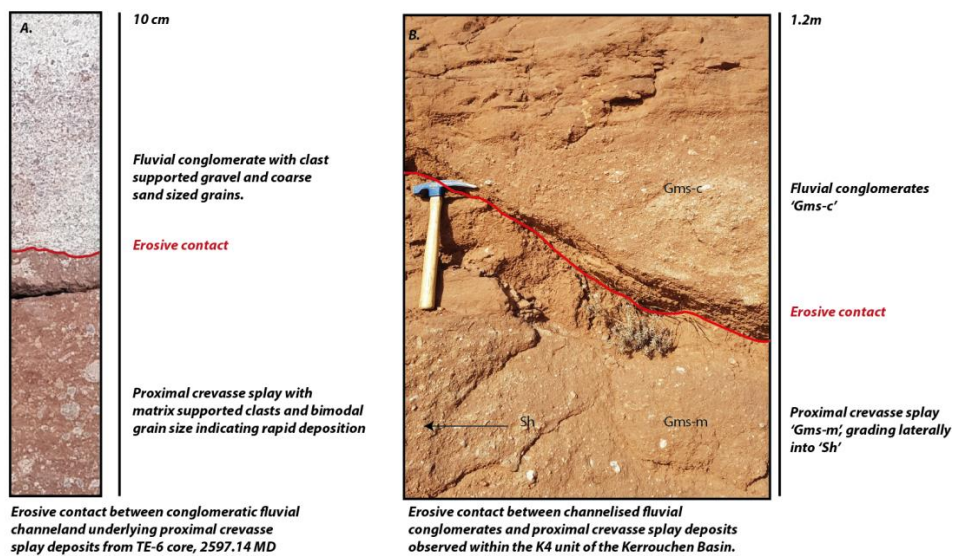 A.
10 cm
Fluvial conglomerate with clast
supported gravel and coarse
sand sized grains.
Erosive contact
Proximal crevasse splay with
matrix supported clasts and bimodal
grain size indicating rapid deposition
Erosive contact between conglomeratic fluvial
channeland underlying proximal crevasse
splay deposits from TE-6 core, 2597.14 MD
B.
1.2m
Gms-c
Fluvial conglomerates
‘Gms-c’
Erosive contact
Sh
Gms-m
Proximal crevasse splay
‘Gms-m’, grading laterally
into ‘Sh’
Erosive contact between channelised fluvial
conglomerates and proximal crevasse splay deposits
observed within the K4 unit of the Kerrouchen Basin.